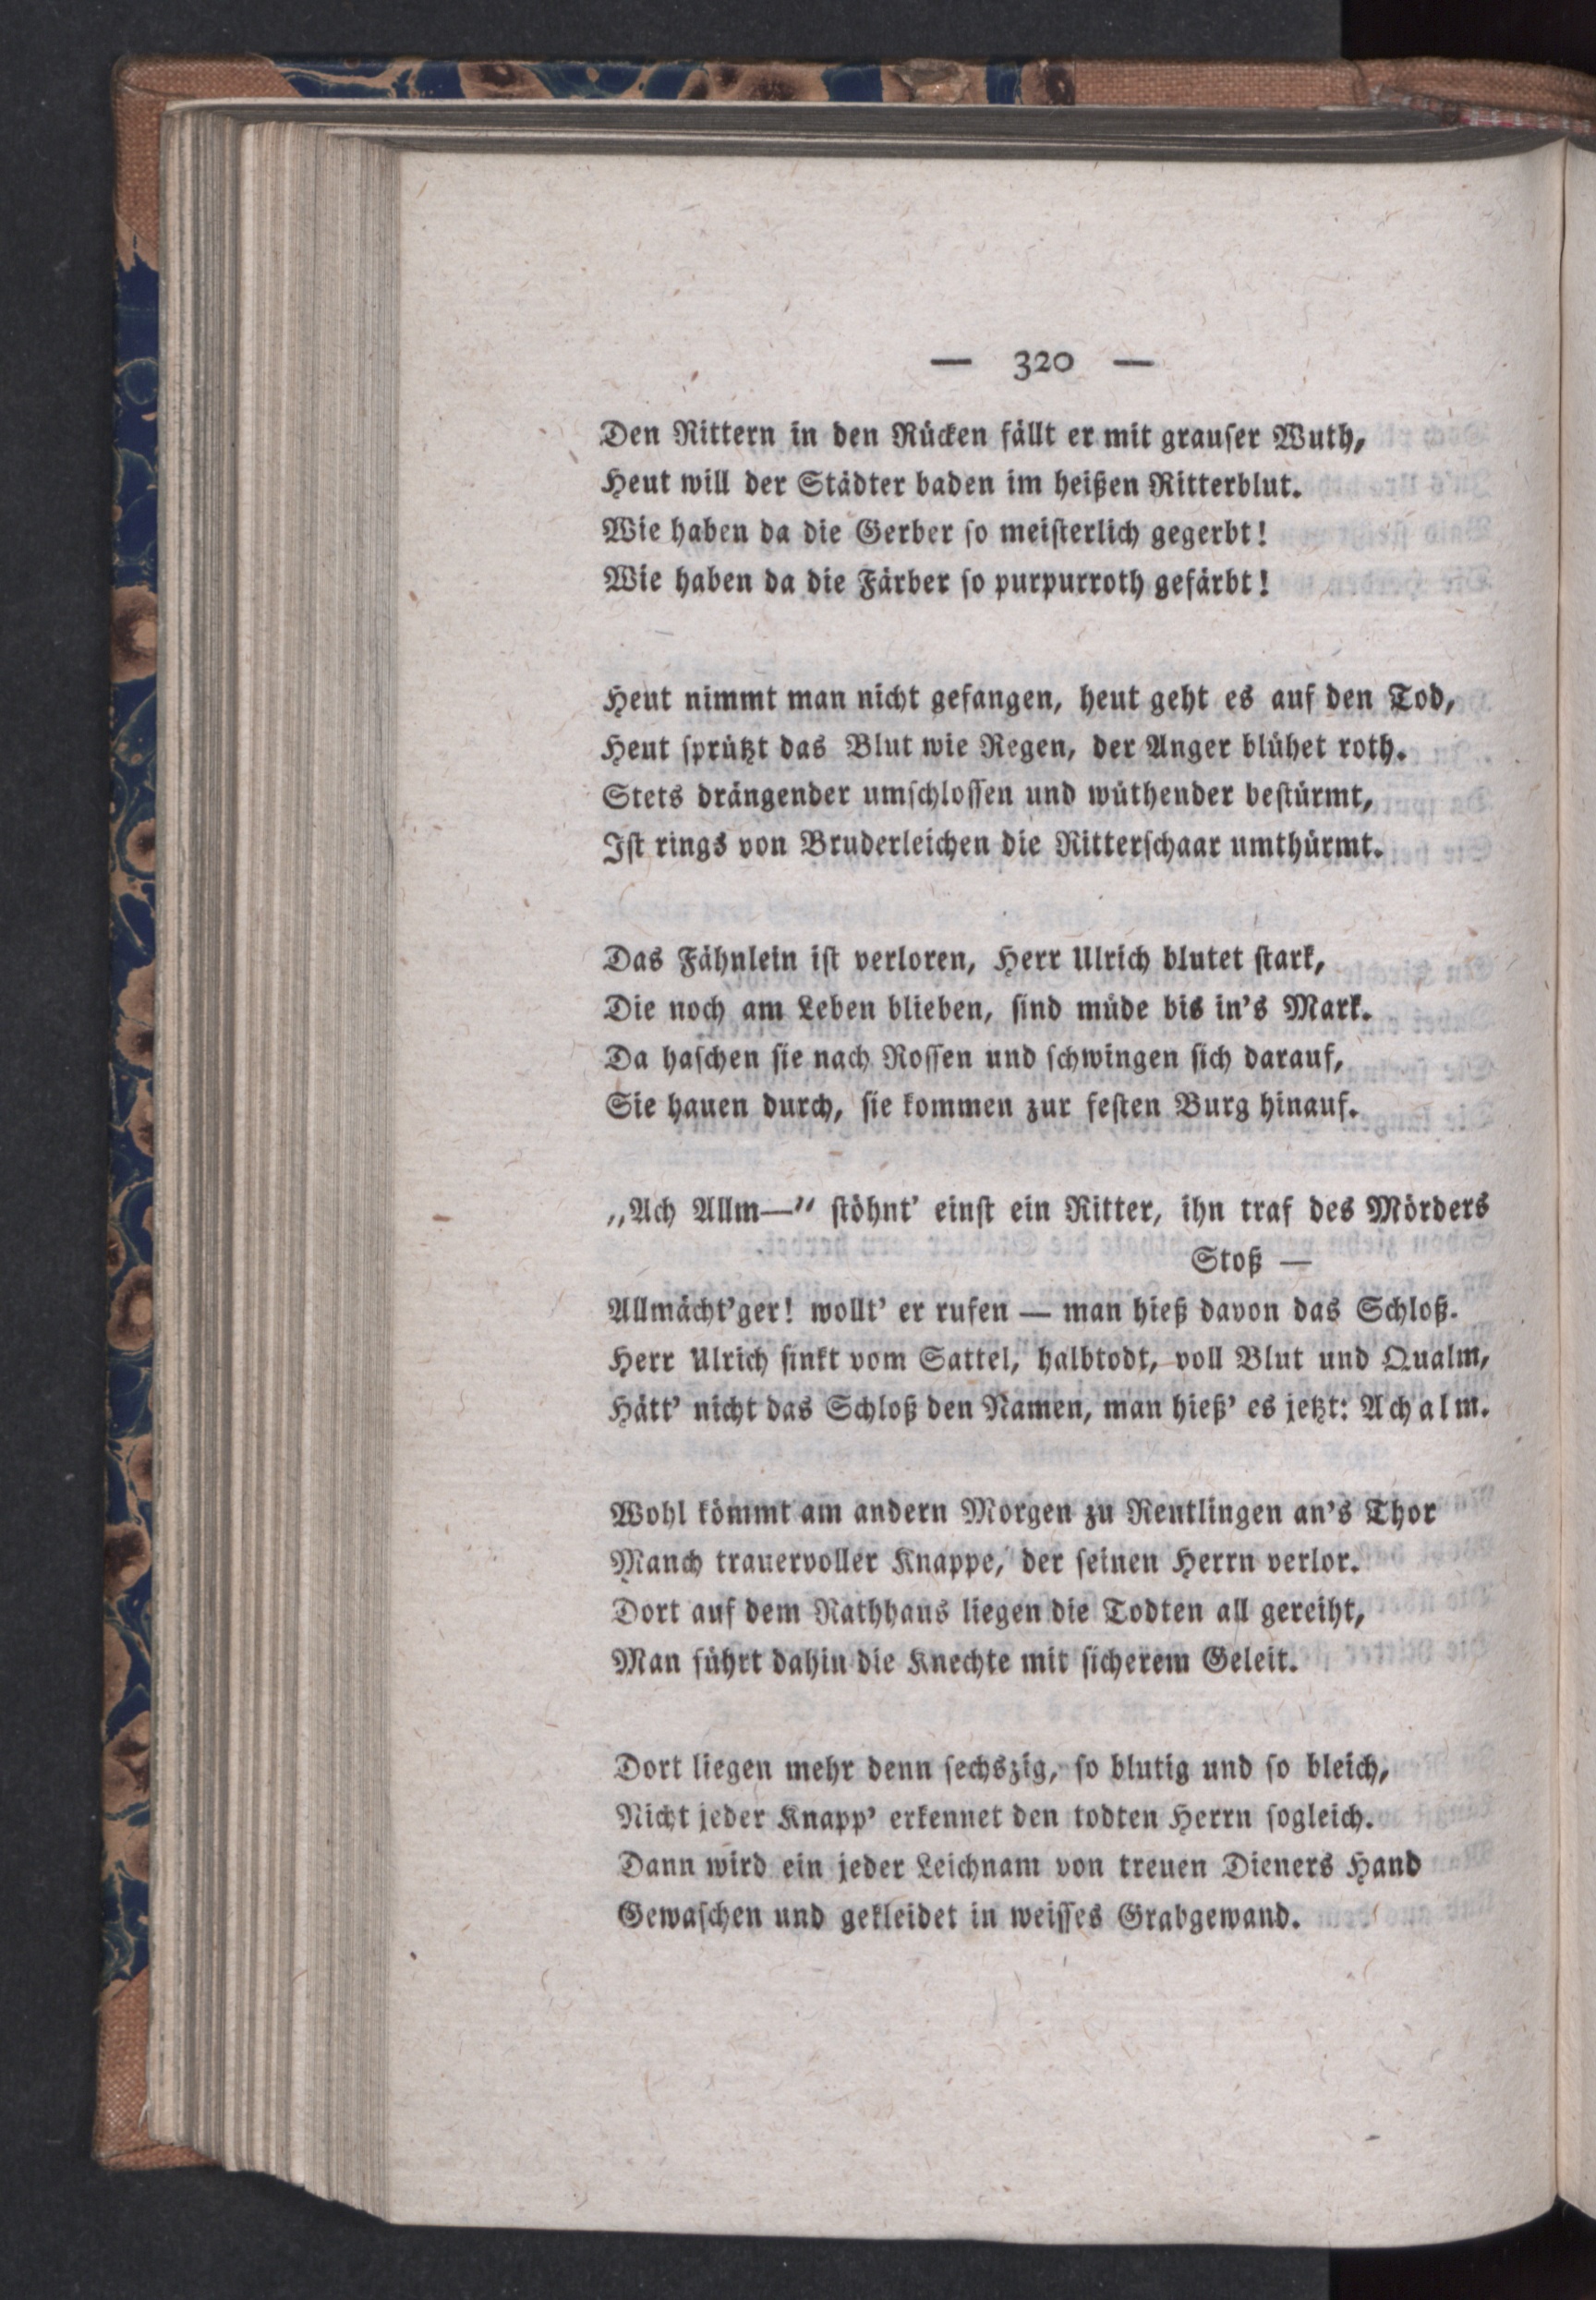 — 320 —
Den Rittern in den Rücken fällt er mit grauſer Wuth,
Heut will der Städter baden im heißen Ritterblut.
Wie haben da die Gerber ſo meiſterlich gegerbt!
Wie haben da die Färber ſo purpurroth gefärbt!
Heut nimmt man nicht gefangen, heut geht es auf den Tod,
Heut ſprützt das Blut wie Regen, der Anger blühet roth.
Stets drängender umſchloſſen und wüthender beſtürmt,
Iſt rings von Bruderleichen die Ritterſchaar umthürmt.
Das Fähnlein iſt verloren, Herr Ulrich blutet ſtark,
Die noch am Leben blieben, ſind müde bis in's Mark.
Da haſchen ſie nach Roſſen und ſchwingen ſich darauf,
Sie hauen durch, ſie kommen zur feſten Burg hinauf.
„Ach Allm—” ſtöhnt' einſt ein Ritter, ihn traf des Mörders
Stoß —
Allmächt'ger! wollt' er rufen — man hieß davon das Schloß.
Herr Ulrich ſinkt vom Sattel, halbtodt, voll Blut und Qualm,
Hätt' nicht das Schloß den Namen, man hieß' es jetzt: Achalm.
Wohl kömmt am andern Morgen zu Reutlingen an's Thor
Manch trauervoller Knappe, der ſeinen Herrn verlor.
Dort auf dem Rathhaus liegen die Todten all gereiht,
Man führt dahin die Knechte mit ſicherem Geleit.
Dort liegen mehr denn ſechszig, ſo blutig und ſo bleich,
Nicht jeder Knapp' erkennet den todten Herrn ſogleich.
Dann wird ein jeder Leichnam von treuen Dieners Hand
Gewaſchen und gekleidet in weiſſes Grabgewand.